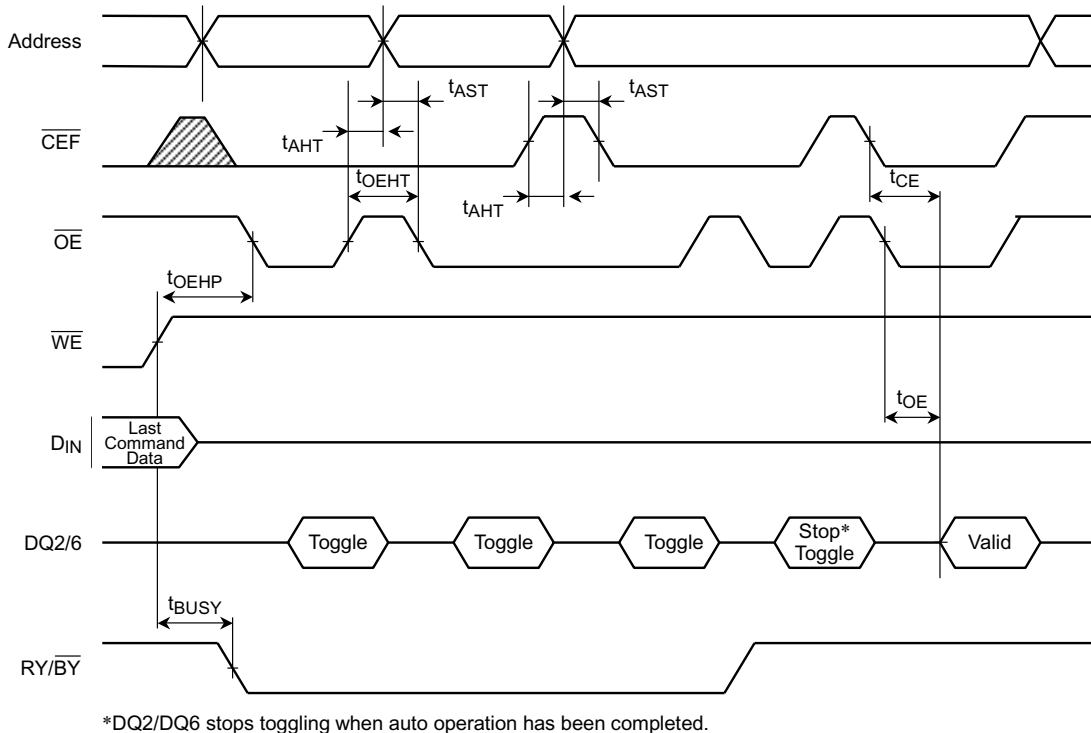 Address
tAST
tAST
CEF
tAHT
tCE
tOEHT
tAHT
OE
tOEHP
WE
tOE
DIN
Last
Command
Data
DQ2/6
Toggle
Toggle
Toggle
Stop*
Toggle
Valid
tBUSY
RY/BY
*DQ2/DQ6 stops toggling when auto operation has been completed.